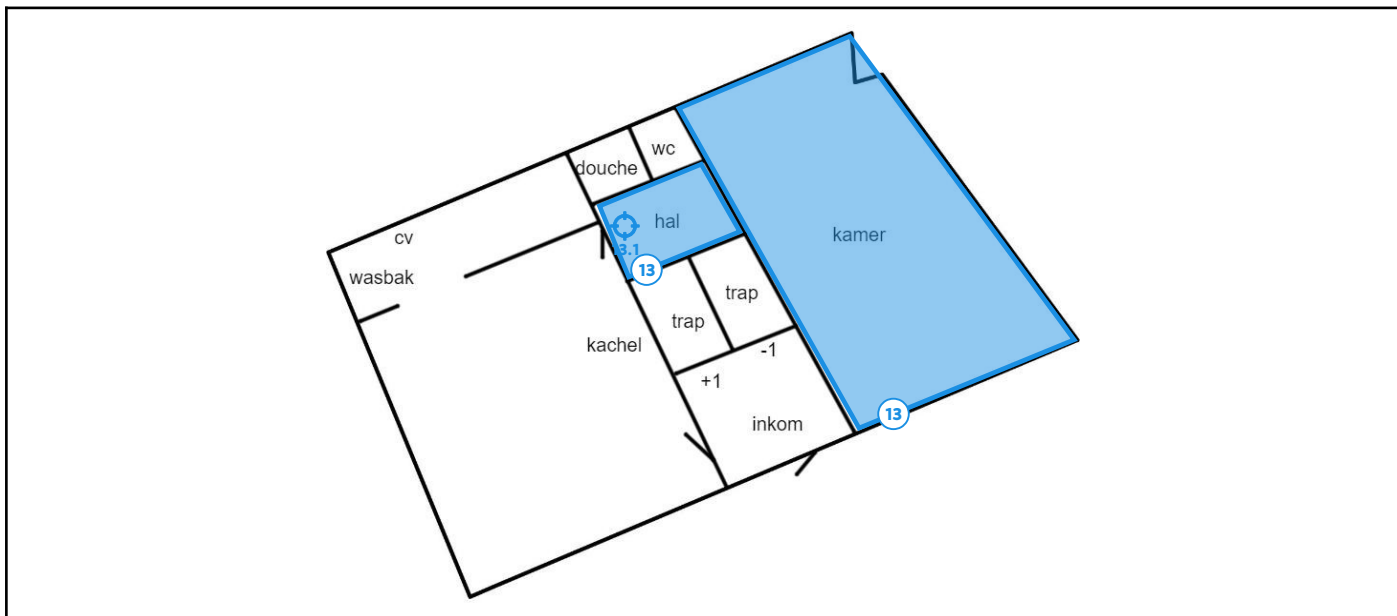 wc
douche
hal
kamer
cv
wasbak
13
trap
trap
kachel
-1
+1
13
inkom